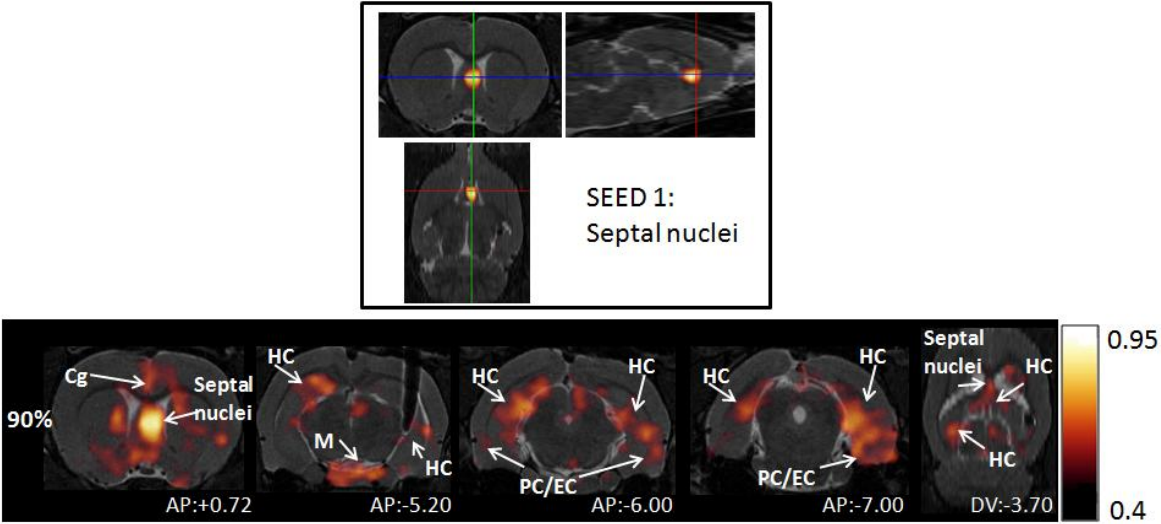 SEED 1:
Septal nuclei
Cg
Septal
nuclei
90%
AP:+0.72
HC
M
HC
AP:-5.20
HC
HC
PC/EC
AP:-6.00
HC
HC
PC/EC
AP:-7.00
Septal
nuclei
HC
HC
DV:-3.70
0.95
0.4